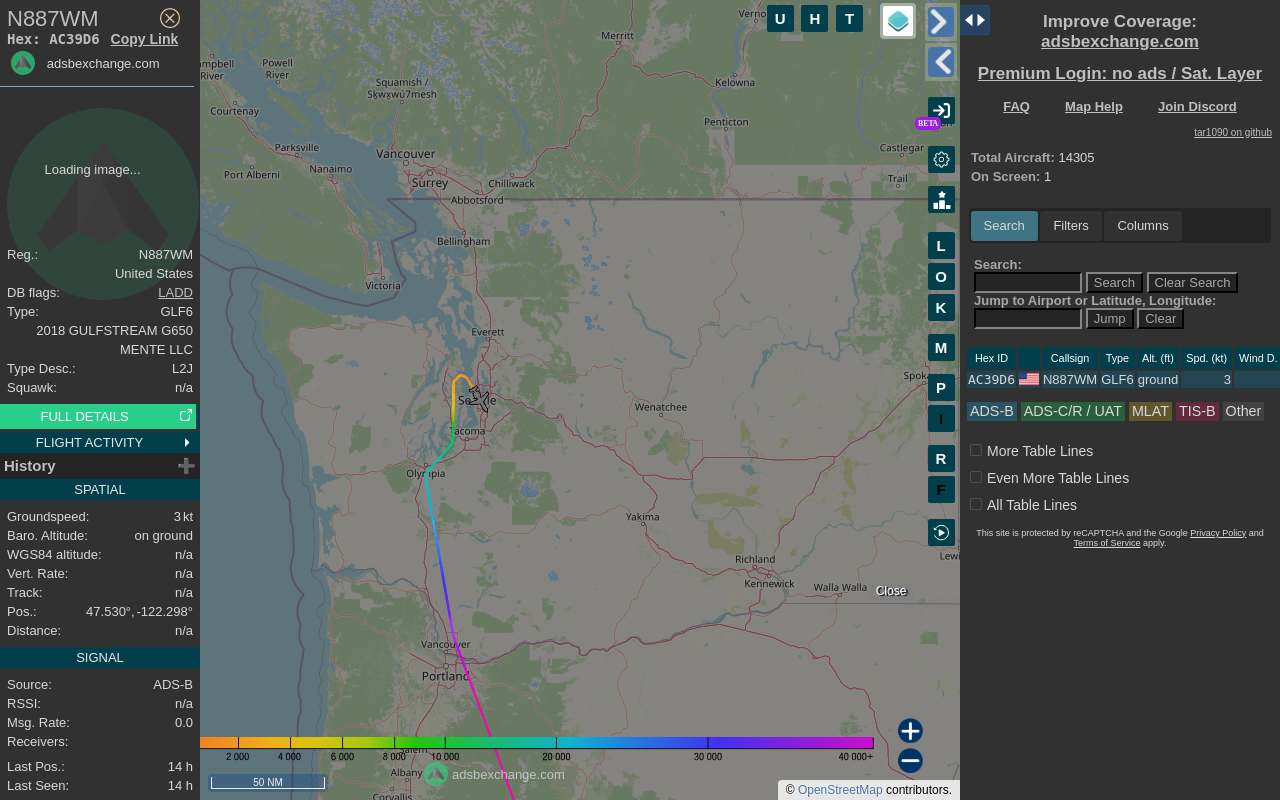 N887WM
Hex: AC39D6 Copy Link
adsbexchange.com
Loading image...
Reg.: N887WM
United States
DB flags: LADD
Type: GLF6
2018 GULFSTREAM G650
MENTE LLC
Type Desc.: L2J
Squawk: n/a
FULL DETAILS
FLIGHT ACTIVITY
History
SPATIAL
Groundspeed: 3 kt
Baro. Altitude: on ground
WGS84 altitude: n/a
Vert. Rate: n/a
Track: n/a
Pos.: 47.530°, -122.298°
Distance: n/a
SIGNAL
Source: ADS-B
RSSI: n/a
Msg. Rate: 0.0
Receivers:
Last Pos.: 14 h
Last Seen: 14 h
U H T
Merritt
Powell
River
River
Squamish /
Sḵwx̱wú7mesh
Kelowna
Courtenay
Penticton
Parksville
Vancouver
Castlegar
Port Alberni
Nanaimo
Surrey
Chilliwack
Trail
Abbotsford
Bellingham
Victoria
Everett
Wenatchee
Tacoma
Olympia
Yakima
Richland
Kennewick
Walla Walla
Close
Vancouver
Portland
Salem
Albany
Corvallis
BETA
L
O
K
M
P
I
R
F
2 000 4 000 6 000 8 000 10 000 20 000 30 000 40 000+
adsbexchange.com
50 NM
© OpenStreetMap contributors.
Improve Coverage:
adsbexchange.com
Premium Login: no ads / Sat. Layer
FAQ Map Help Join Discord
tar1090 on github
Total Aircraft: 14305
On Screen: 1
Search Filters Columns
Search:
Search Clear Search
Jump to Airport or Latitude, Longitude:
Jump Clear
Hex ID Callsign Type Alt. (ft) Spd. (kt) Wind D.
AC39D6 N887WM GLF6 ground 3
ADS-B ADS-C/R / UAT MLAT TIS-B Other
More Table Lines
Even More Table Lines
All Table Lines
This site is protected by reCAPTCHA and the Google Privacy Policy and
Terms of Service apply.